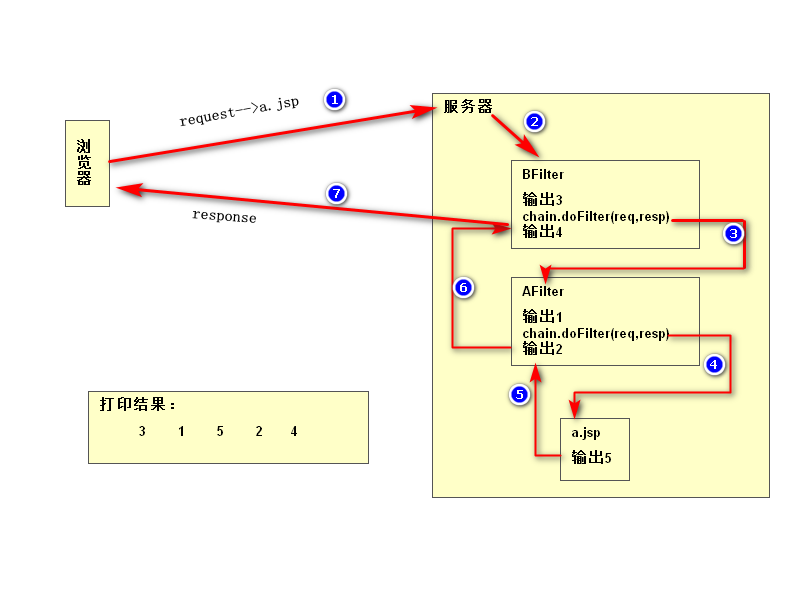 request-->a.jsp
1
服务器
2
浏览器
BFilter
输出3
chain.doFilter(req,resp)
输出4
3
7
response
6
AFilter
输出1
chain.doFilter(req,resp)
输出2
4
5
a.jsp
输出5
打印结果：
3 1 5 2 4